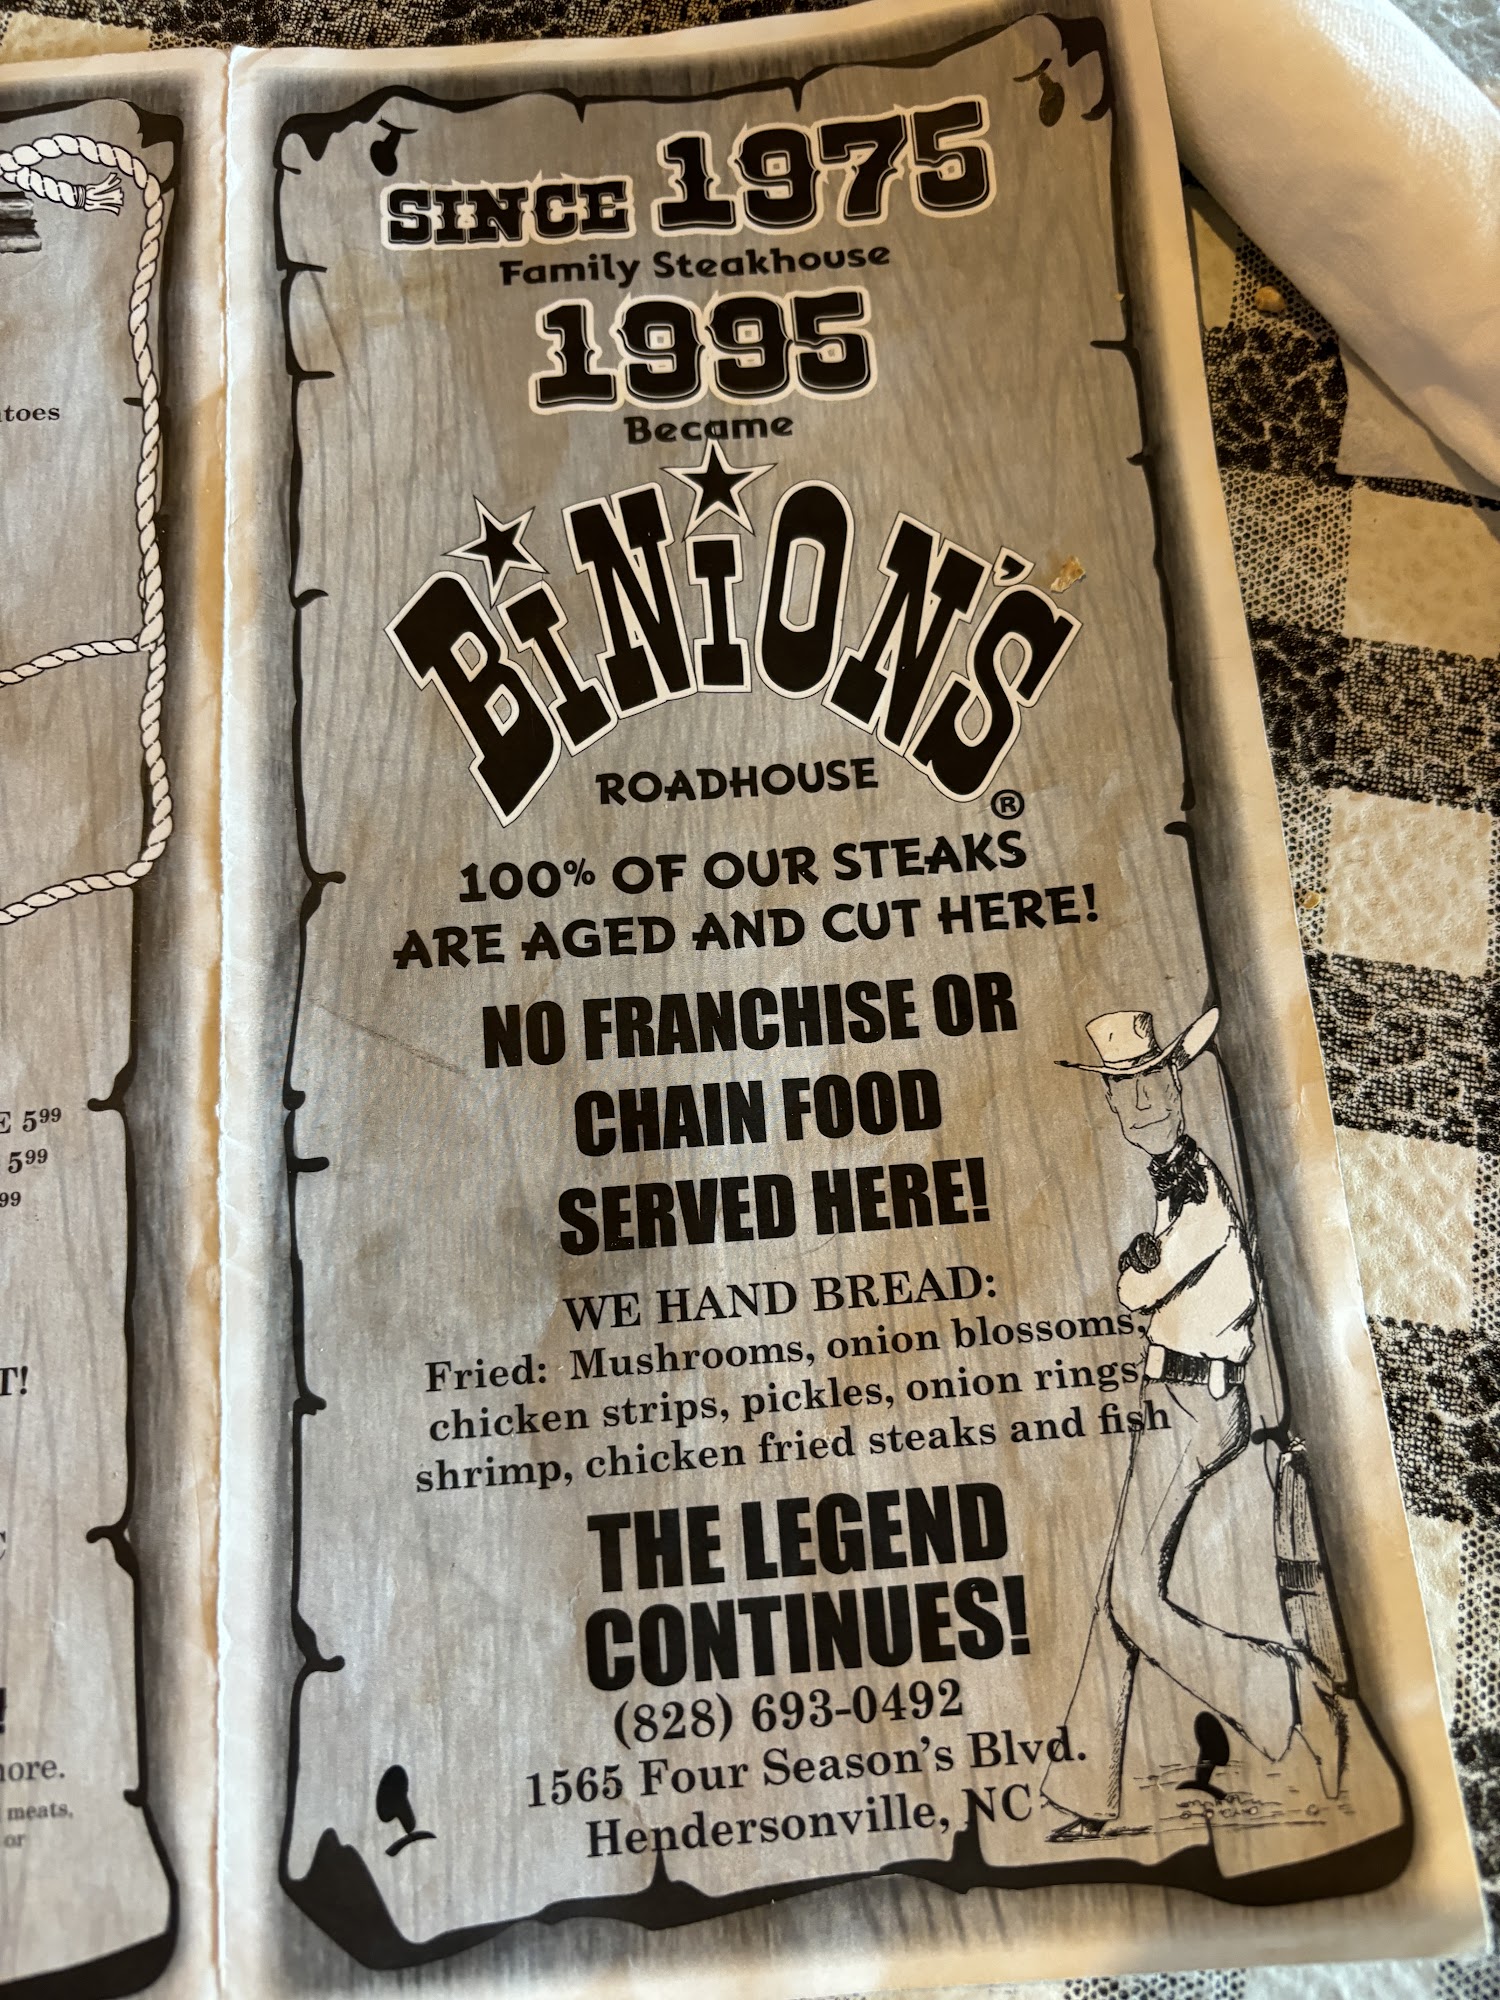 toes
E 5⁹⁹
5⁹⁹
⁹⁹
T!
C
!
ore.
meats,
or
SINCE 1975
Family Steakhouse
1995
Became
BINION'S
ROADHOUSE
®
100% OF OUR STEAKS
ARE AGED AND CUT HERE!
NO FRANCHISE OR
CHAIN FOOD
SERVED HERE!
WE HAND BREAD:
Fried: Mushrooms, onion blossoms,
chicken strips, pickles, onion rings,
shrimp, chicken fried steaks and fish
THE LEGEND
CONTINUES!
(828) 693-0492
1565 Four Season's Blvd.
Hendersonville, NC